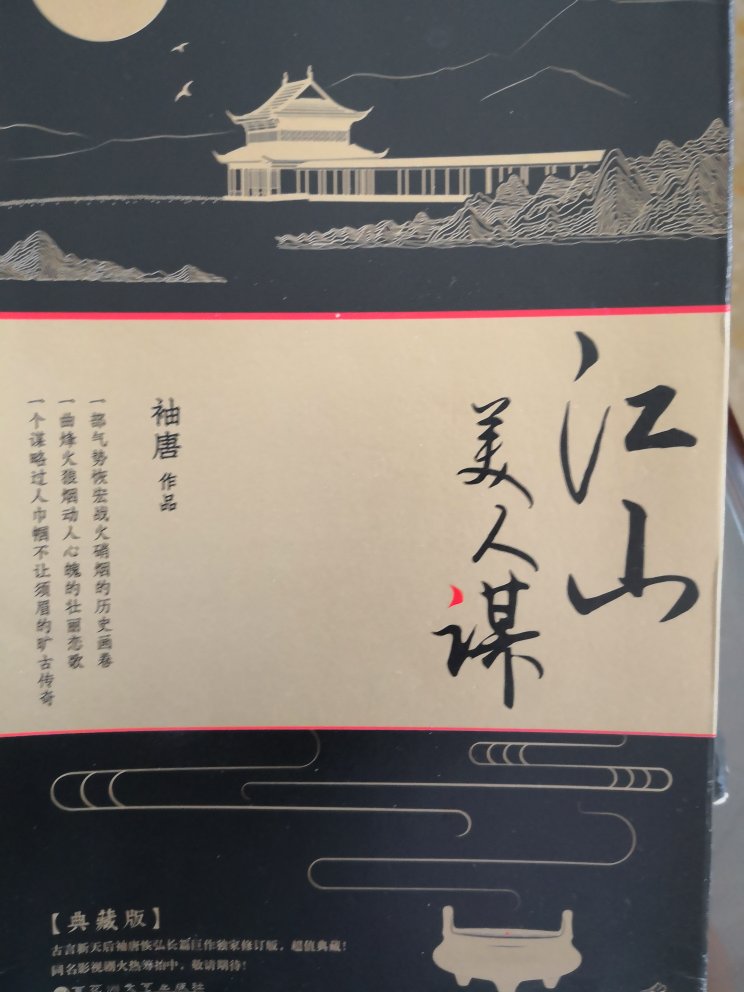 江山
美人谋
袖唐 作品
一部气势恢宏战火硝烟的历史画卷
一曲烽火狼烟动人心魄的壮丽恋歌
一个谋略过人巾帼不让须眉的旷古传奇
【典藏版】
古言新天后袖唐恢弘长篇巨作独家修订版，超值典藏！
同名影视剧火热筹拍中，敬请期待！